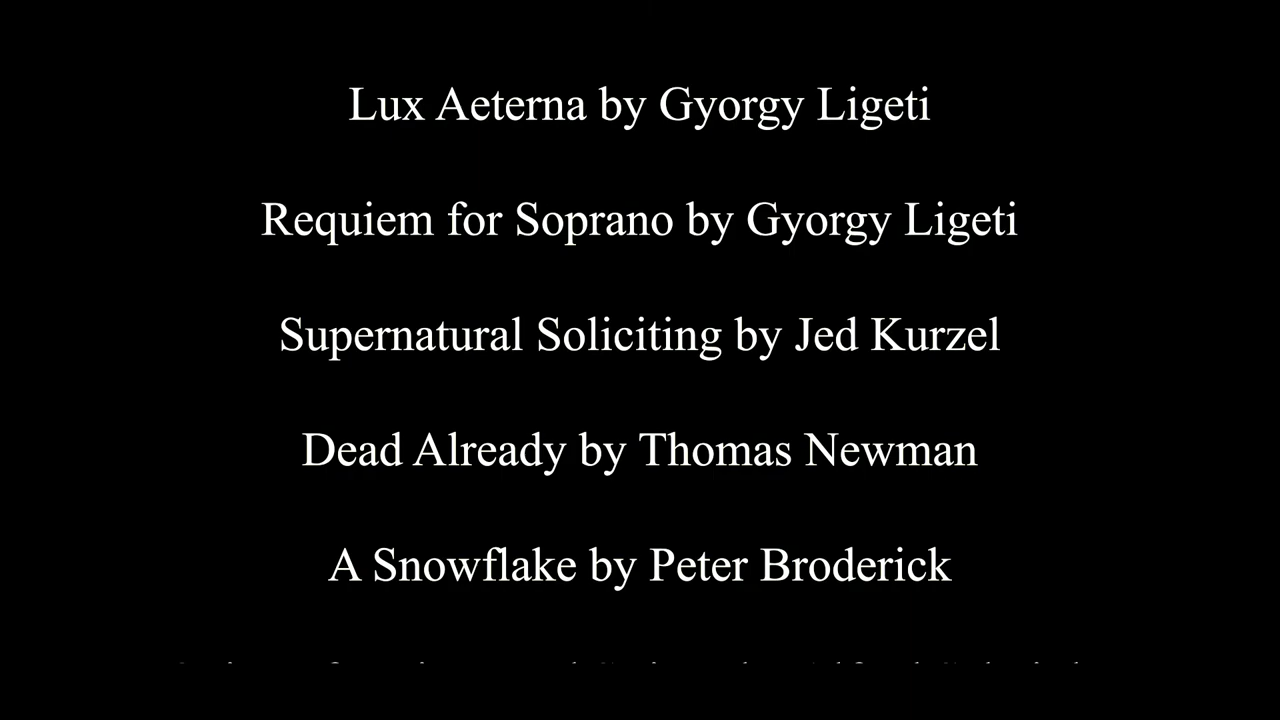 Lux Aeterna by Gyorgy Ligeti
Requiem for Soprano by Gyorgy Ligeti
Supernatural Soliciting by Jed Kurzel
Dead Already by Thomas Newman
A Snowflake by Peter Broderick